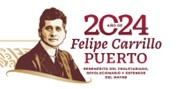 2024
AÑO DE
Felipe Carrillo
PUERTO
BENEMÉRITO DEL PROLETARIADO,
REVOLUCIONARIO Y DEFENSOR
DEL MAYAB